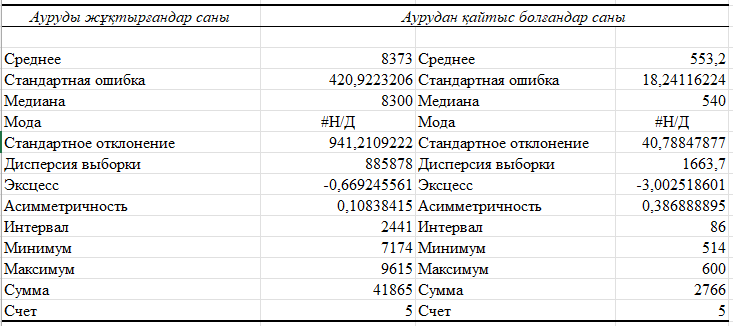 Ауруды жұқтырғандар саны Аурудан қайтыс болғандар саны
Среднее 8373 Среднее 553,2
Стандартная ошибка 420,9223206 Стандартная ошибка 18,24116224
Медиана 8300 Медиана 540
Мода #Н/Д Мода #Н/Д
Стандартное отклонение 941,2109222 Стандартное отклонение 40,78847877
Дисперсия выборки 885878 Дисперсия выборки 1663,7
Эксцесс -0,669245561 Эксцесс -3,002518601
Асимметричность 0,10838415 Асимметричность 0,386888895
Интервал 2441 Интервал 86
Минимум 7174 Минимум 514
Максимум 9615 Максимум 600
Сумма 41865 Сумма 2766
Счет 5 Счет 5